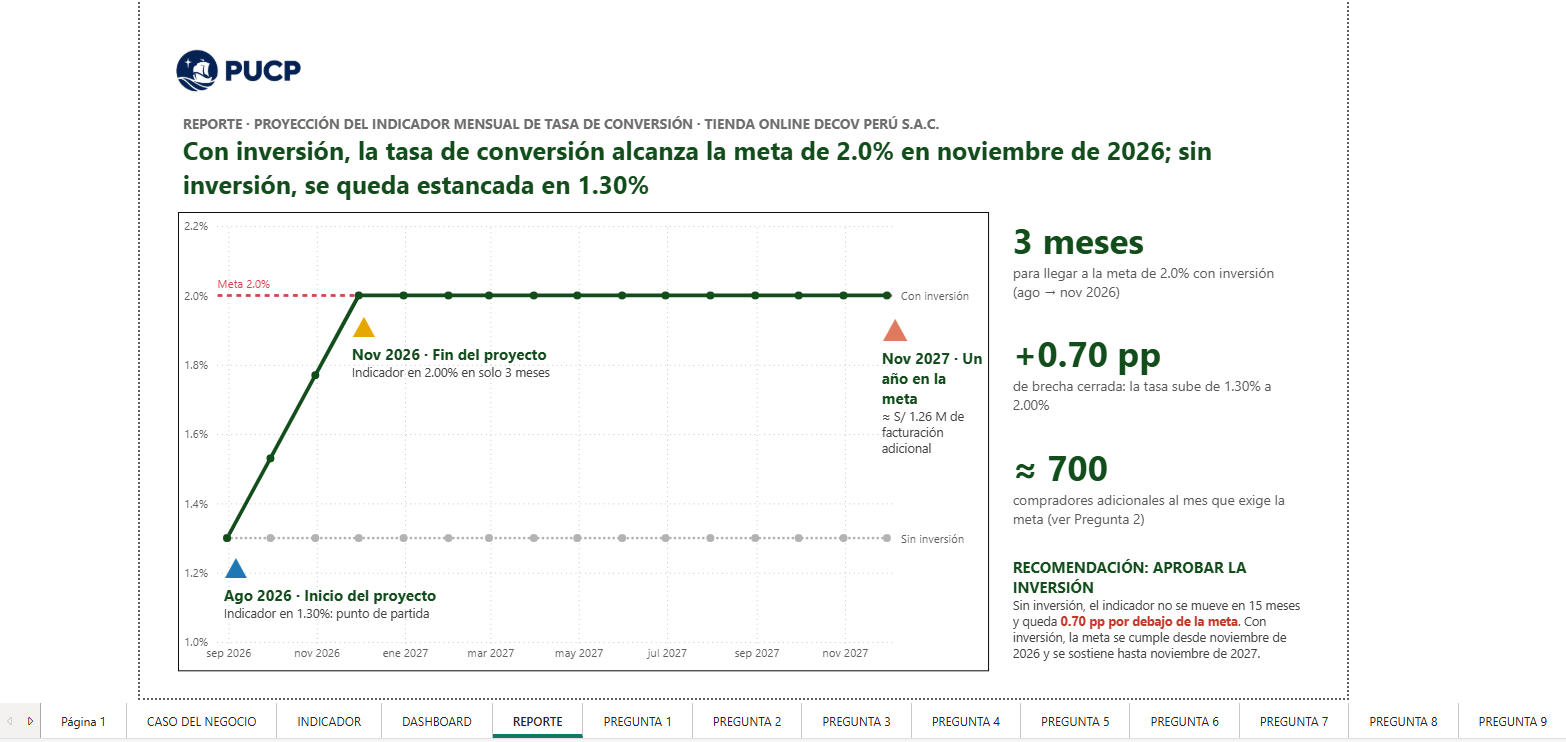 PUCP
REPORTE · PROYECCIÓN DEL INDICADOR MENSUAL DE TASA DE CONVERSIÓN · TIENDA ONLINE DECOV PERÚ S.A.C.
Con inversión, la tasa de conversión alcanza la meta de 2.0% en noviembre de 2026; sin
inversión, se queda estancada en 1.30%
2.2%
Meta 2.0%
2.0%
Con inversión
Nov 2026 · Fin del proyecto
Indicador en 2.00% en solo 3 meses
Nov 2027 · Un
año en la
meta
≈ S/ 1.26 M de
facturación
adicional
1.8%
1.6%
1.4%
Sin inversión
1.2%
Ago 2026 · Inicio del proyecto
Indicador en 1.30%: punto de partida
1.0%
sep 2026 nov 2026 ene 2027 mar 2027 may 2027 jul 2027 sep 2027 nov 2027
3 meses
para llegar a la meta de 2.0% con inversión
(ago → nov 2026)
+0.70 pp
de brecha cerrada: la tasa sube de 1.30% a
2.00%
≈ 700
compradores adicionales al mes que exige la
meta (ver Pregunta 2)
RECOMENDACIÓN: APROBAR LA
INVERSIÓN
Sin inversión, el indicador no se mueve en 15 meses
y queda 0.70 pp por debajo de la meta. Con
inversión, la meta se cumple desde noviembre de
2026 y se sostiene hasta noviembre de 2027.
Página 1 CASO DEL NEGOCIO INDICADOR DASHBOARD REPORTE PREGUNTA 1 PREGUNTA 2 PREGUNTA 3 PREGUNTA 4 PREGUNTA 5 PREGUNTA 6 PREGUNTA 7 PREGUNTA 8 PREGUNTA 9